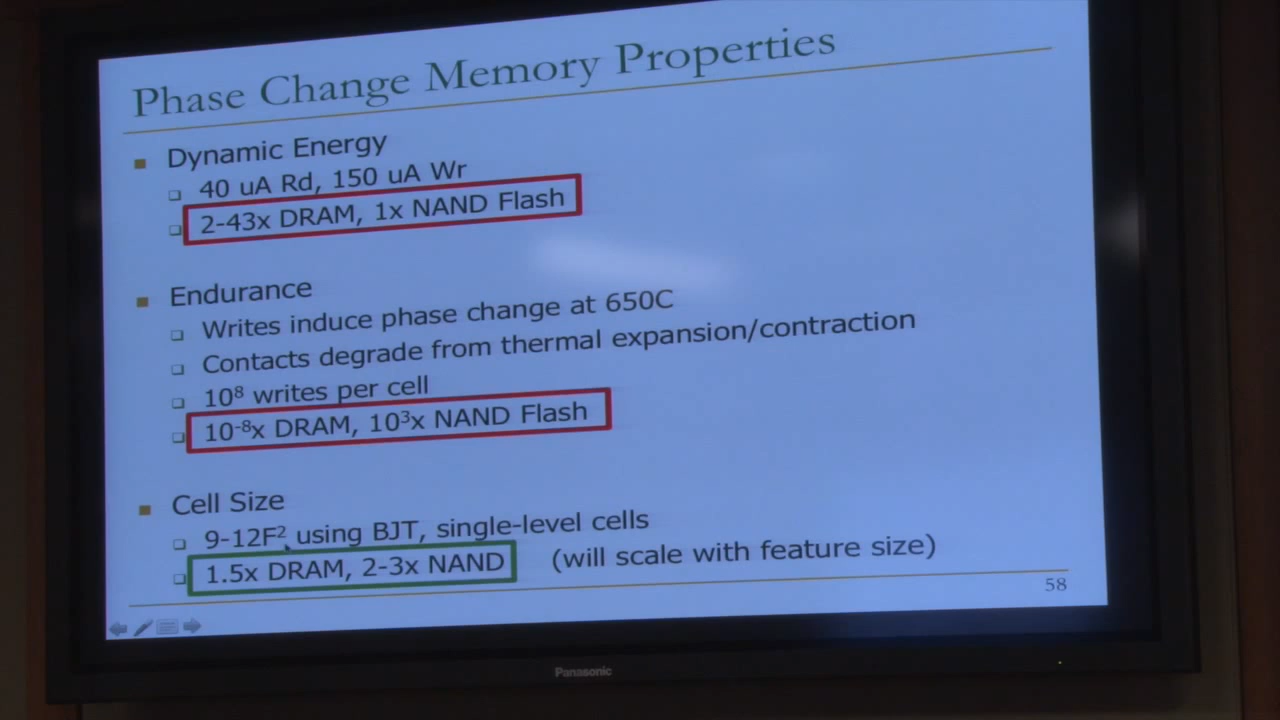 Phase Change Memory Properties
Dynamic Energy
40 uA Rd, 150 uA Wr
2-43x DRAM, 1x NAND Flash
Endurance
Writes induce phase change at 650C
Contacts degrade from thermal expansion/contraction
10⁸ writes per cell
10⁻⁸x DRAM, 10³x NAND Flash
Cell Size
9-12F² using BJT, single-level cells
1.5x DRAM, 2-3x NAND (will scale with feature size)
58
Panasonic